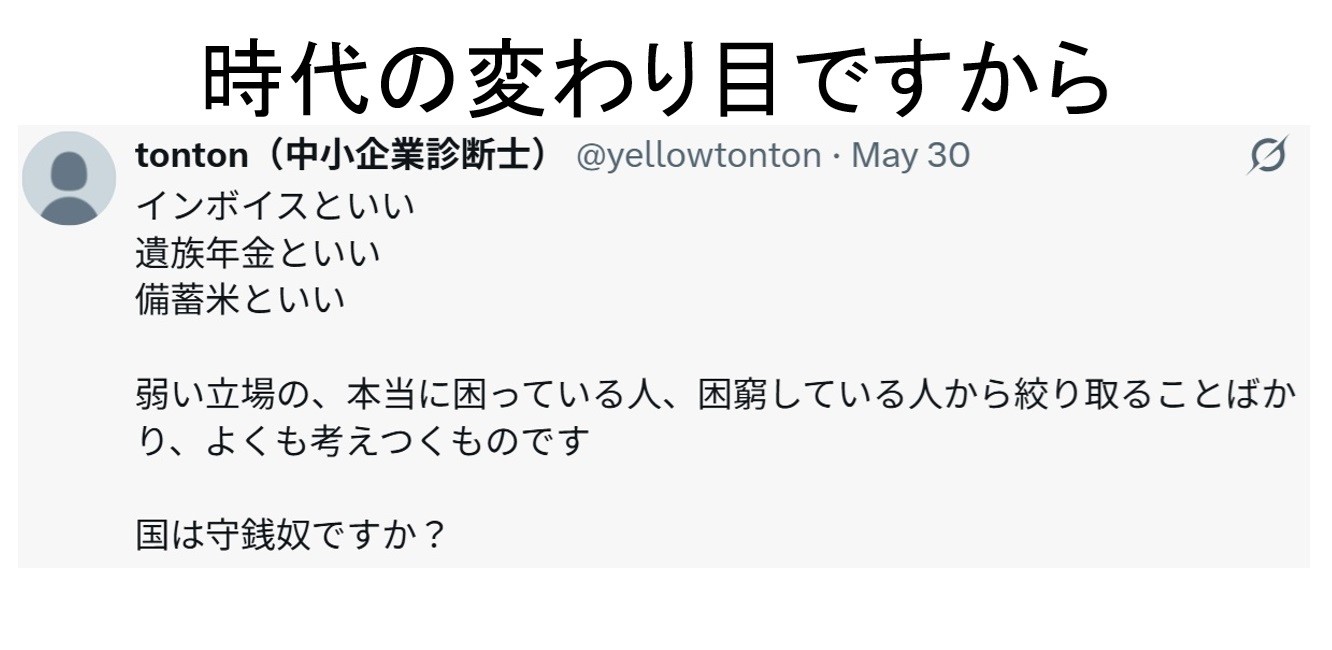 時代の変わり目ですから
tonton（中小企業診断士） @yellowtonton · May 30
インボイスといい
遺族年金といい
備蓄米といい
弱い立場の、本当に困っている人、困窮している人から絞り取ることばか
り、よくも考えつくものです
国は守銭奴ですか？